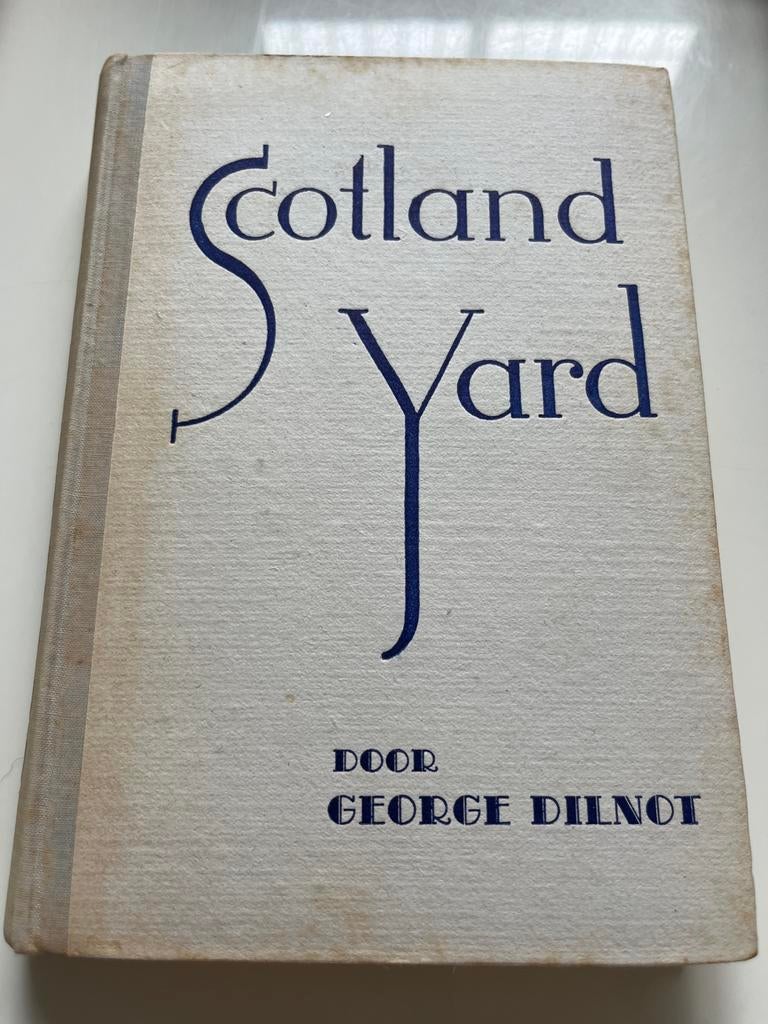 Scotland
Yard
DOOR
GEORGE DILNOT